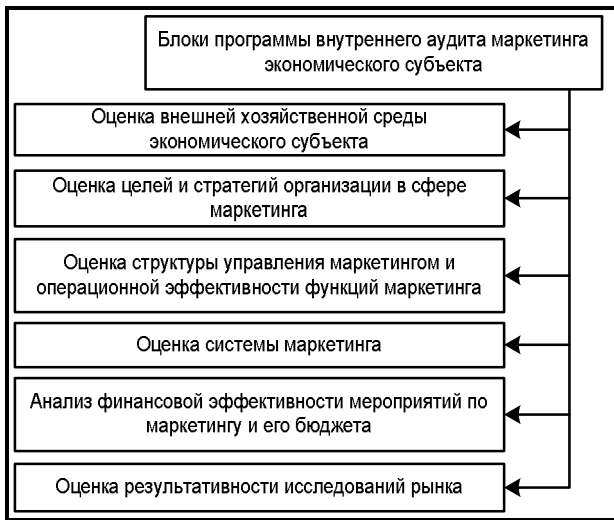 Блоки программы внутреннего аудита маркетинга
экономического субъекта
Оценка внешней хозяйственной среды
экономического субъекта
Оценка целей и стратегий организации в сфере
маркетинга
Оценка структуры управления маркетингом и
операционной эффективности функций маркетинга
Оценка системы маркетинга
Анализ финансовой эффективности мероприятий по
маркетингу и его бюджета
Оценка результативности исследований рынка